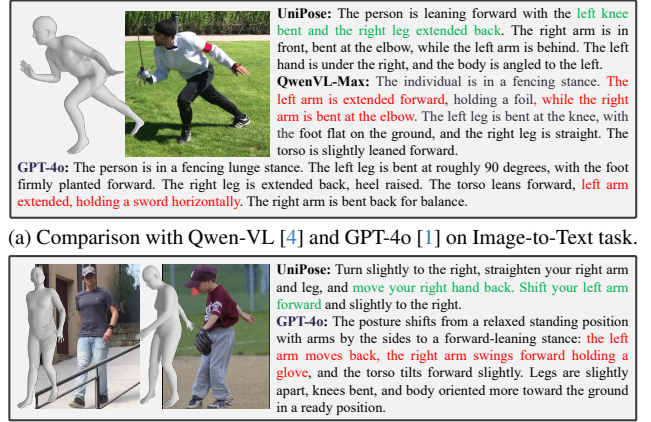 UniPose: The person is leaning forward with the left knee
bent and the right leg extended back. The right arm is in
front, bent at the elbow, while the left arm is behind. The left
hand is under the right, and the body is angled to the left.
QwenVL-Max: The individual is in a fencing stance. The
left arm is extended forward, holding a foil, while the right
arm is bent at the elbow. The left leg is bent at the knee, with
the foot flat on the ground, and the right leg is straight. The
torso is slightly leaned forward.
GPT-4o: The person is in a fencing lunge stance. The left leg is bent at roughly 90 degrees, with the foot
firmly planted forward. The right leg is extended back, heel raised. The torso leans forward, left arm
extended, holding a sword horizontally. The right arm is bent back for balance.
(a) Comparison with Qwen-VL [4] and GPT-4o [1] on Image-to-Text task.
UniPose: Turn slightly to the right, straighten your right arm
and leg, and move your right hand back. Shift your left arm
forward and slightly to the right.
GPT-4o: The posture shifts from a relaxed standing position
with arms by the sides to a forward-leaning stance: the left
arm moves back, the right arm swings forward holding a
glove, and the torso tilts forward slightly. Legs are slightly
apart, knees bent, and body oriented more toward the ground
in a ready position.